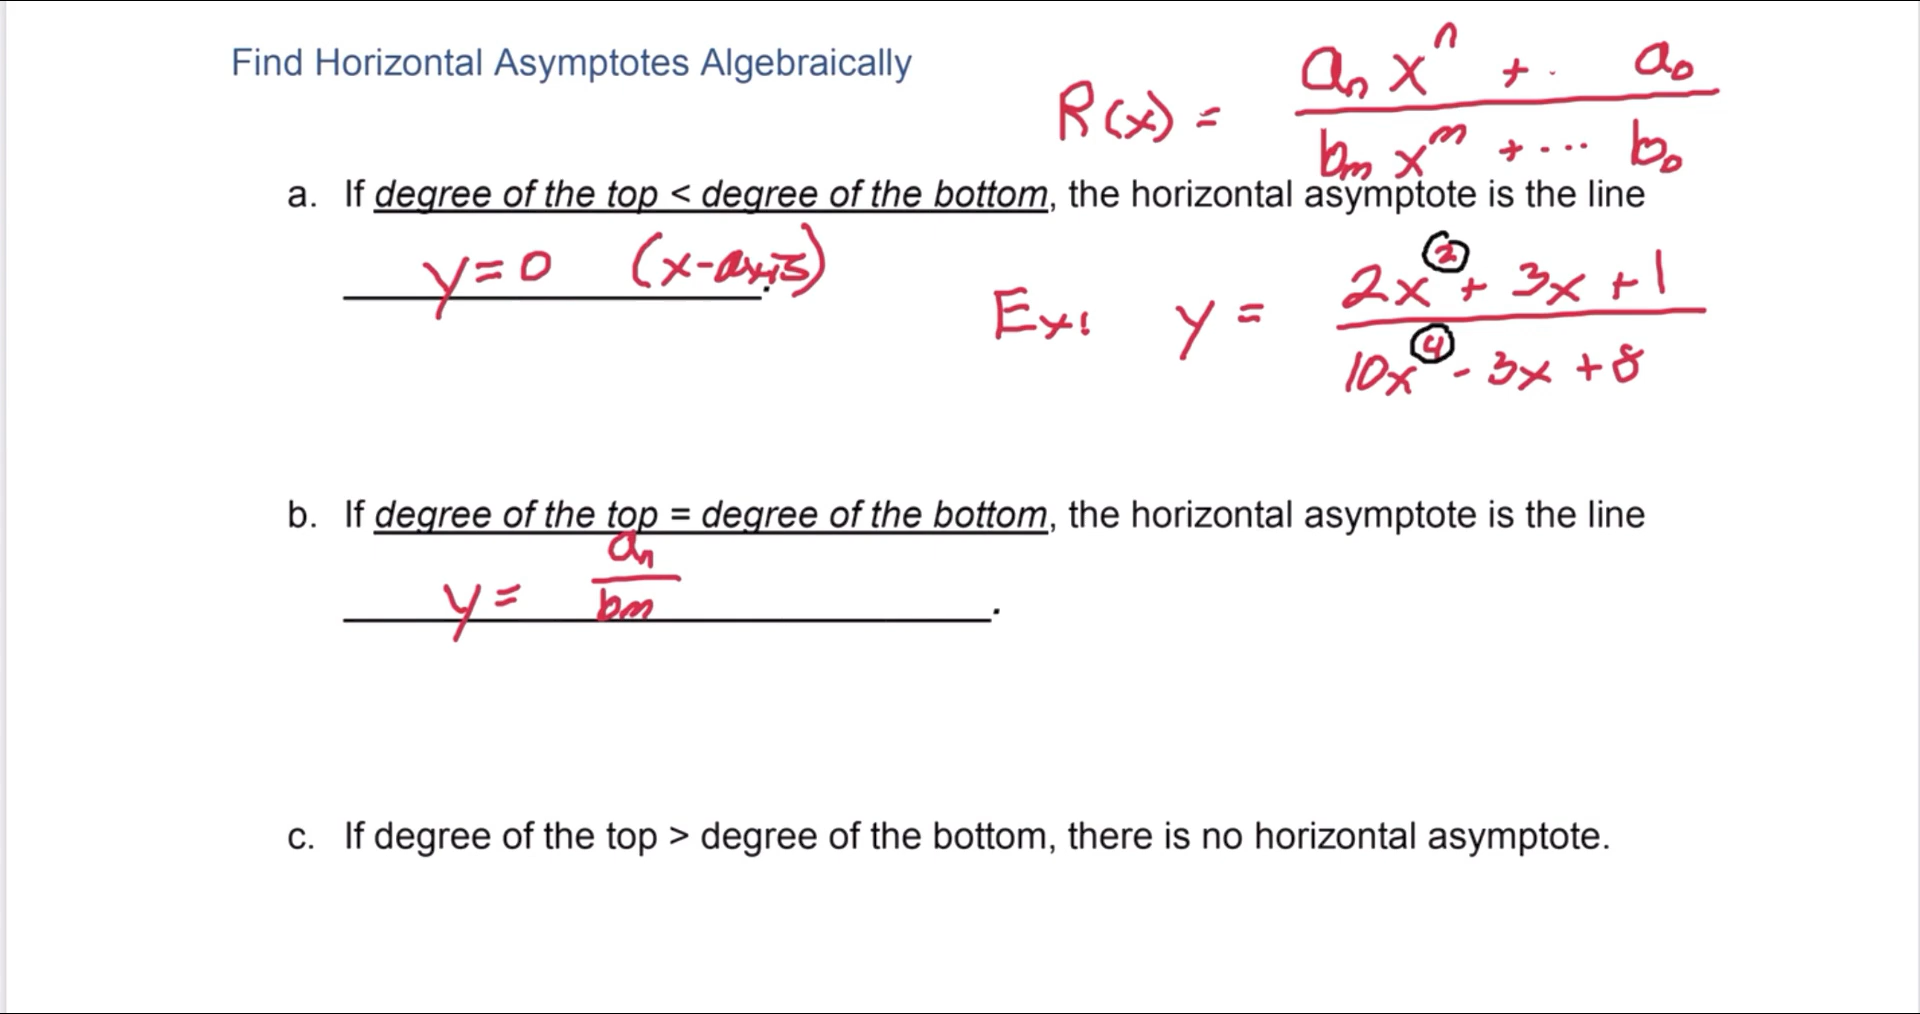 Find Horizontal Asymptotes Algebraically
R(x) = (aₙxⁿ + ·· a₀) / (bₘxᵐ + ··· b₀)
a. If degree of the top < degree of the bottom, the horizontal asymptote is the line
y = 0 (x-axis).
Ex: y = (2x² + 3x + 1) / (10x⁴ - 3x + 8)
b. If degree of the top = degree of the bottom, the horizontal asymptote is the line
y = aₙ / bₘ.
c. If degree of the top > degree of the bottom, there is no horizontal asymptote.